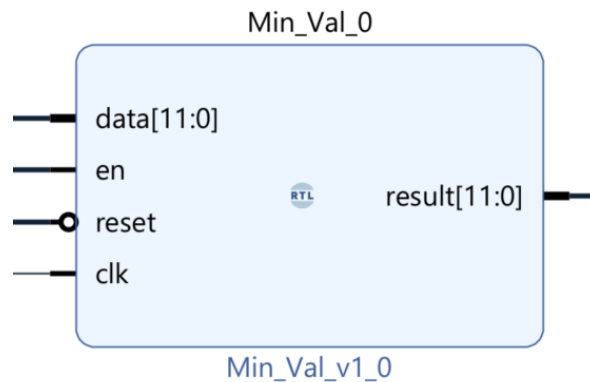 Min_Val_0
data[11:0]
en
RTL
result[11:0]
reset
clk
Min_Val_v1_0